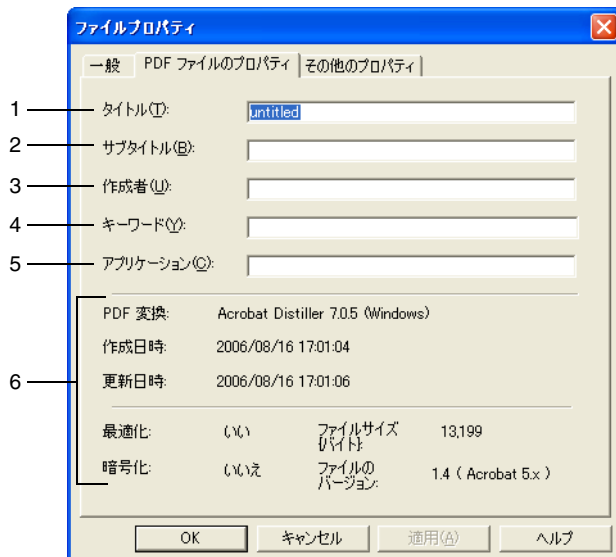 ファイルプロパティ
一般 PDF ファイルのプロパティ その他のプロパティ
1 タイトル(T): untitled
2 サブタイトル(B):
3 作成者(U):
4 キーワード(Y):
5 アプリケーション(C):
6
PDF 変換: Acrobat Distiller 7.0.5 (Windows)
作成日時: 2006/08/16 17:01:04
更新日時: 2006/08/16 17:01:06
最適化: いい ファイルサイズ [バイト]: 13,199
暗号化: いいえ ファイルの バージョン: 1.4 ( Acrobat 5.x )
OK キャンセル 適用(A) ヘルプ